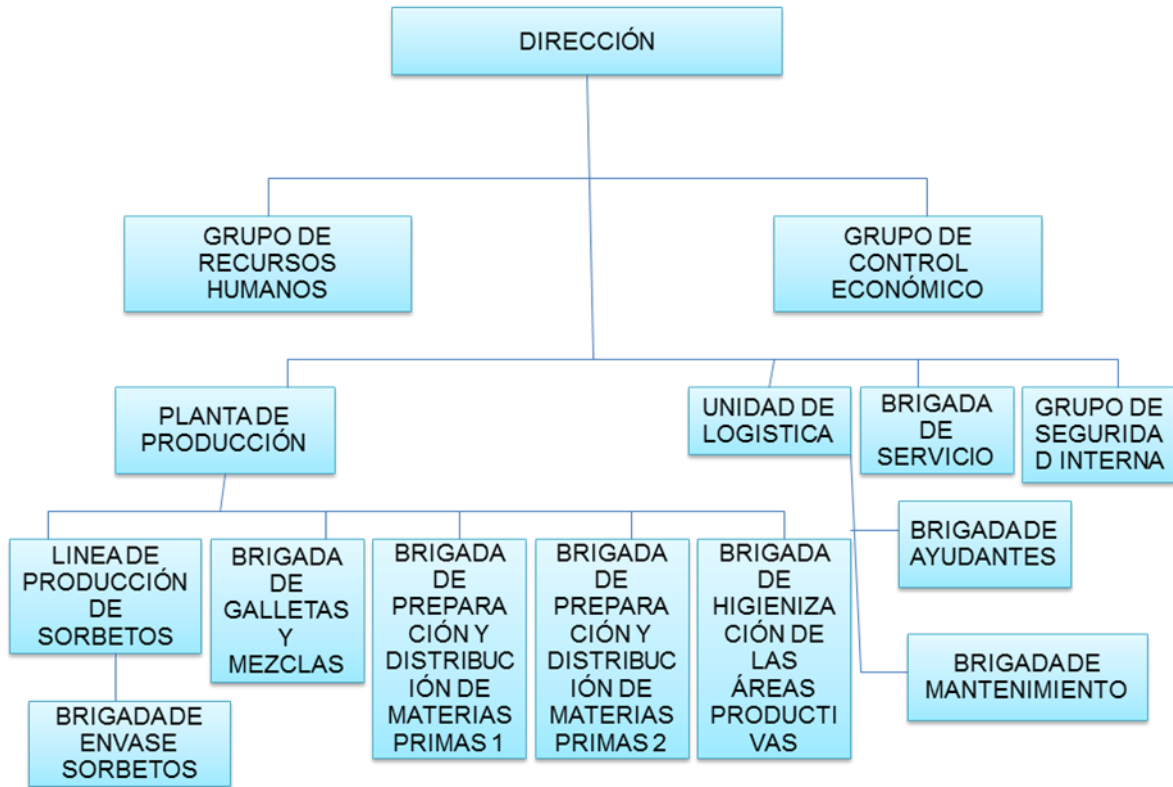 DIRECCIÓN
GRUPO DE
RECURSOS
HUMANOS
GRUPO DE
CONTROL
ECONÓMICO
PLANTA DE
PRODUCCIÓN
UNIDAD DE
LOGISTICA
BRIGADA
DE
SERVICIO
GRUPO DE
SEGURIDA
D INTERNA
BRIGADA DE
AYUDANTES
BRIGADA DE
MANTENIMIENTO
LINEA DE
PRODUCCIÓN
DE
SORBETOS
BRIGADA
DE
GALLETAS
Y
MEZCLAS
BRIGADA
DE
PREPARA
CIÓN Y
DISTRIBUC
IÓN DE
MATERIAS
PRIMAS 1
BRIGADA
DE
PREPARA
CIÓN Y
DISTRIBUC
IÓN DE
MATERIAS
PRIMAS 2
BRIGADA
DE
HIGIENIZA
CIÓN DE
LAS
ÁREAS
PRODUCTI
VAS
BRIGADA DE
ENVASE
SORBETOS